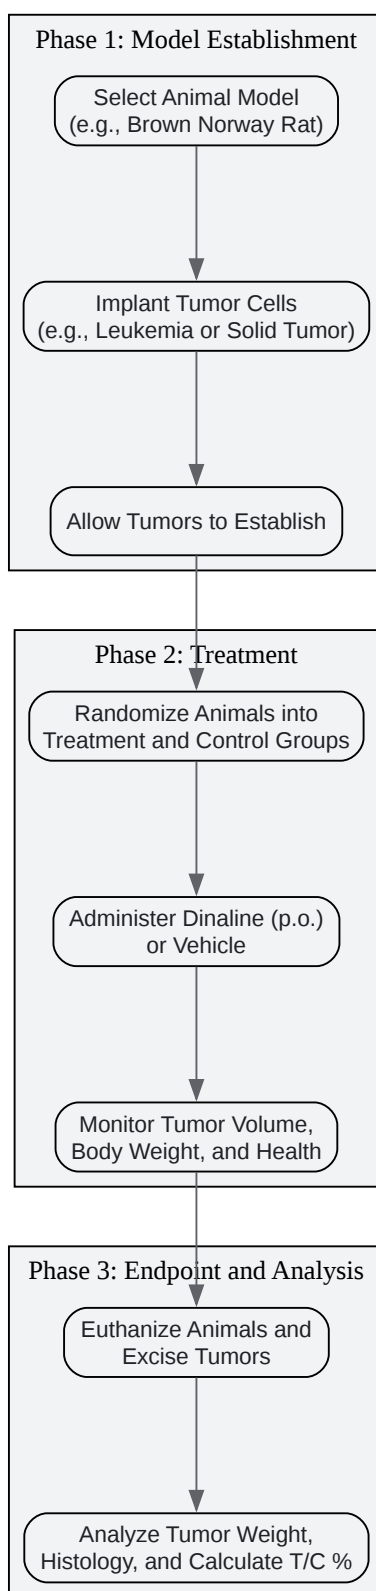 Phase 1: Model Establishment
Select Animal Model
(e.g., Brown Norway Rat)
Implant Tumor Cells
(e.g., Leukemia or Solid Tumor)
Allow Tumors to Establish
Phase 2: Treatment
Randomize Animals into
Treatment and Control Groups
Administer Dinaline (p.o.)
or Vehicle
Monitor Tumor Volume,
Body Weight, and Health
Phase 3: Endpoint and Analysis
Euthanize Animals and
Excise Tumors
Analyze Tumor Weight,
Histology, and Calculate T/C %